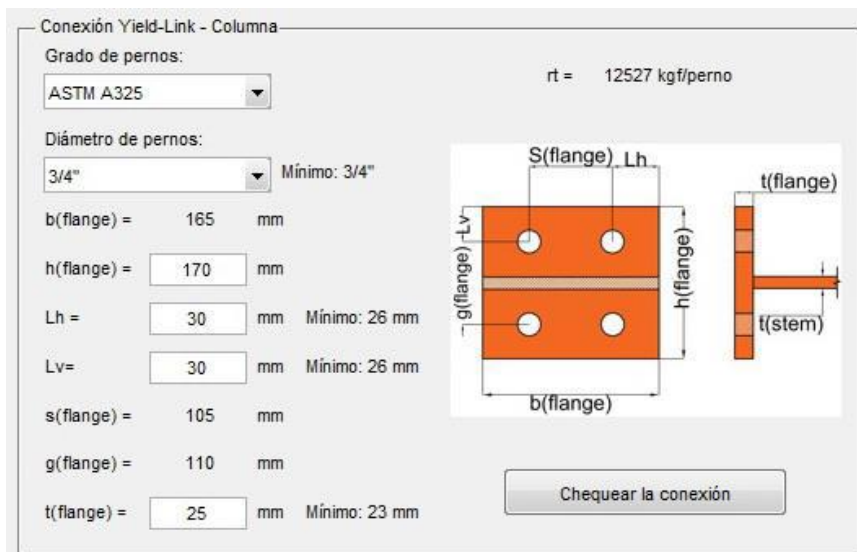 Conexión Yield-Link - Columna
Grado de pernos:
ASTM A325
rt = 12527 kgf/perno
Diámetro de pernos:
3/4" Mínimo: 3/4"
b(flange) = 165 mm
h(flange) = 170 mm
Lh = 30 mm Mínimo: 26 mm
Lv= 30 mm Mínimo: 26 mm
s(flange) = 105 mm
g(flange) = 110 mm
t(flange) = 25 mm Mínimo: 23 mm
S(flange) Lh
t(flange)
Lv
g(flange)
h(flange)
t(stem)
b(flange)
Chequear la conexión